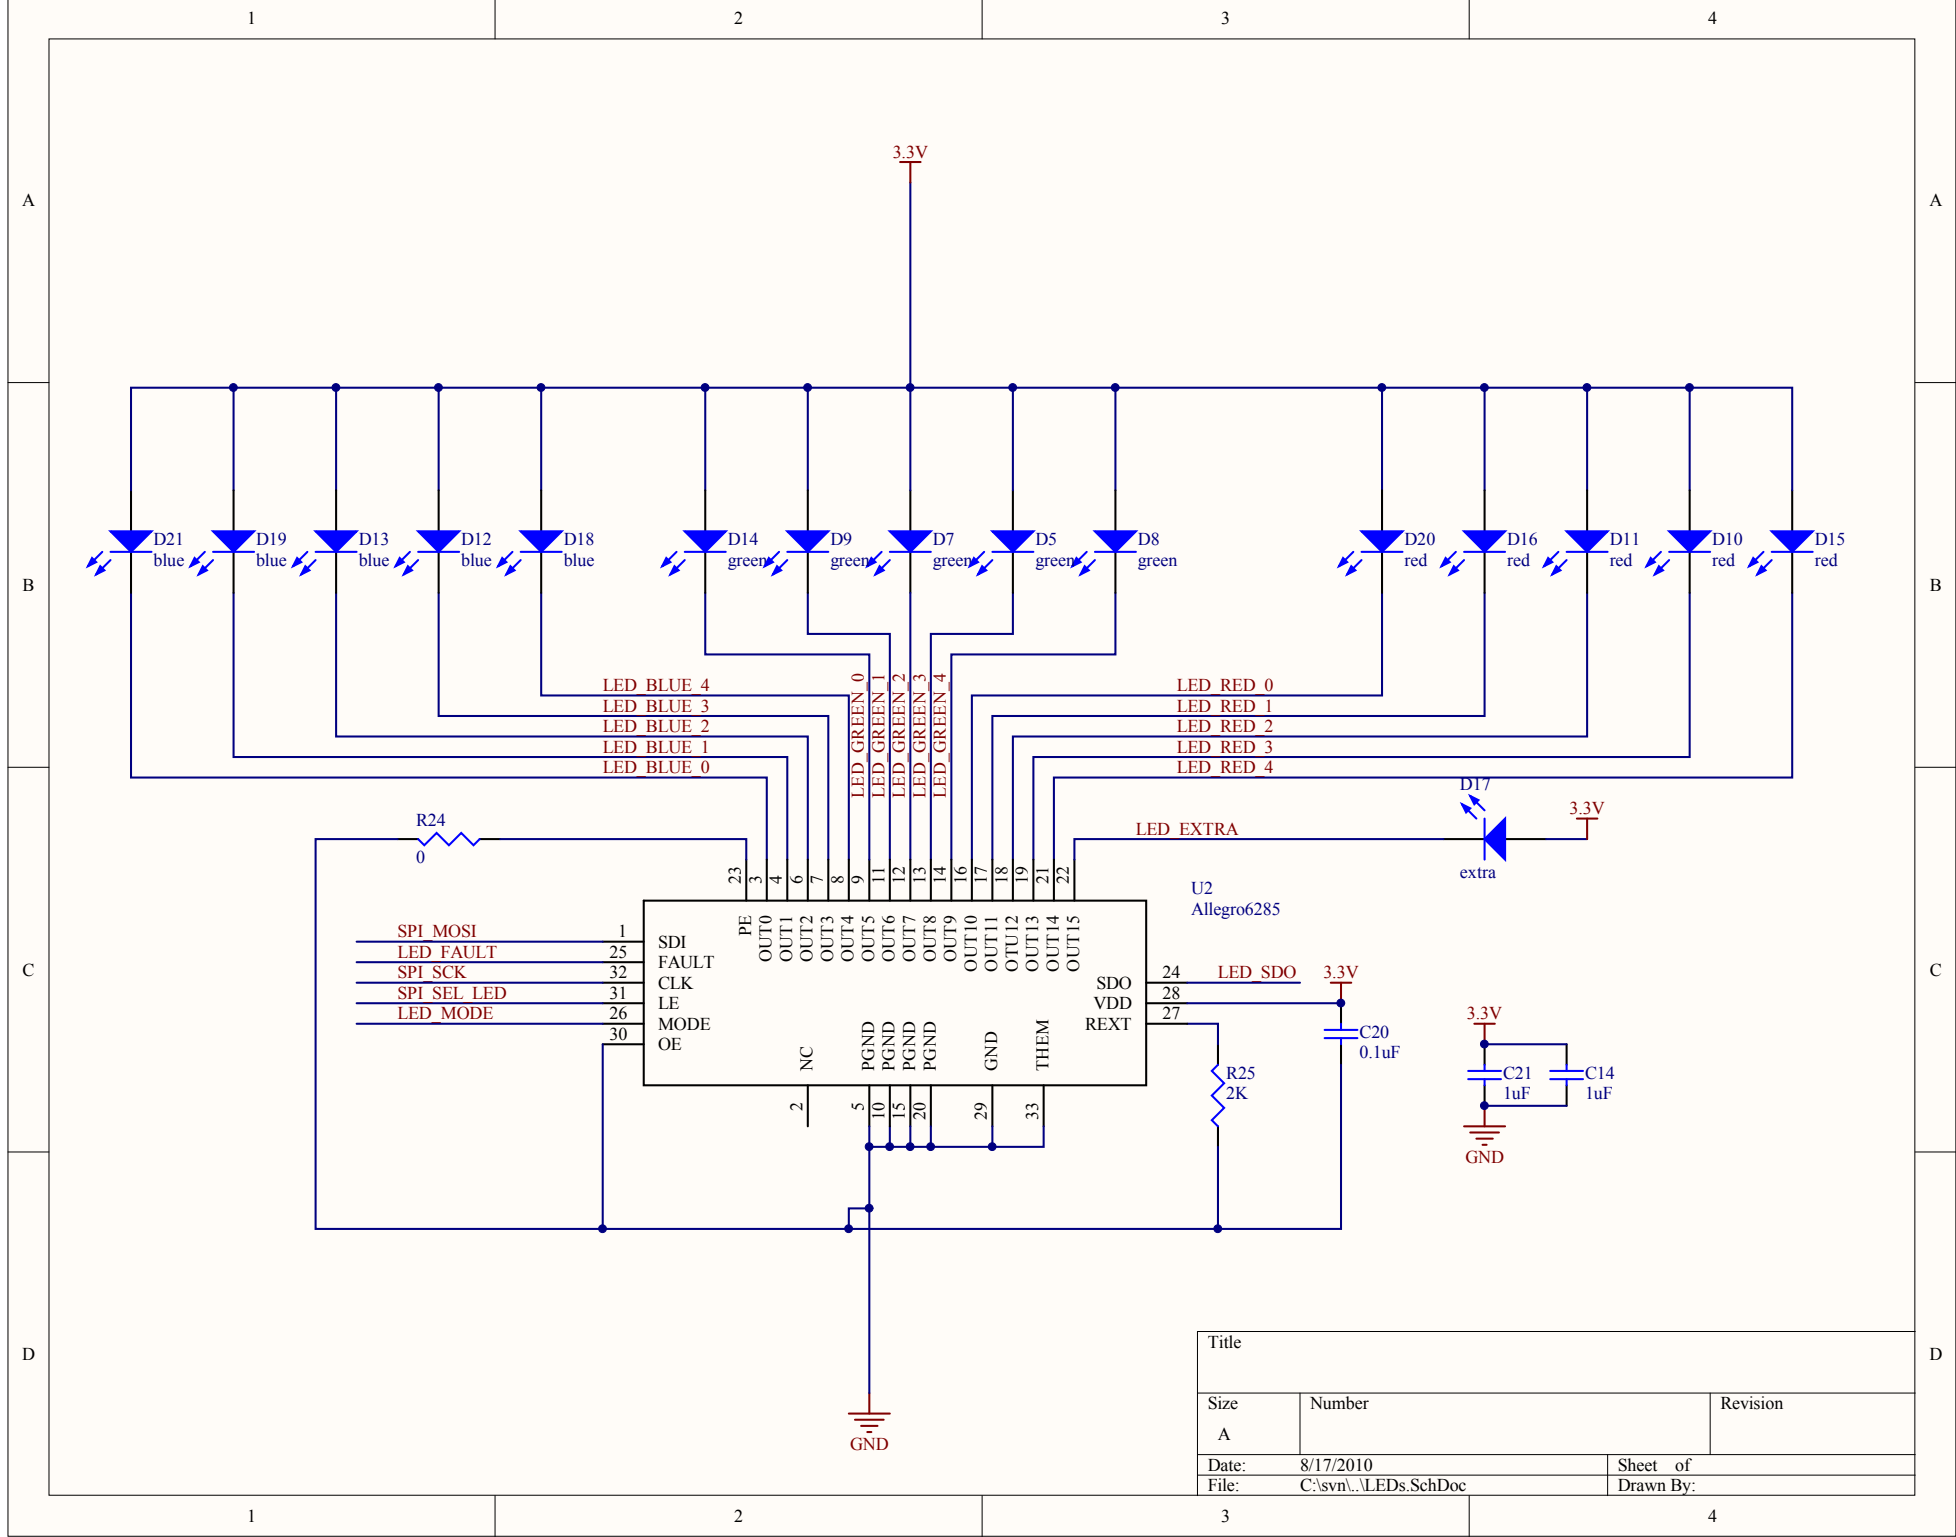 1 2 3 4
3.3V
A A
D21 D19 D13 D12 D18 D14 D9 D7 D5 D8 D20 D16 D11 D10 D15
blue blue blue blue blue green green green green green red red red red red
B B
LED_GREEN_0
LED_GREEN_1
LED_GREEN_2
LED_GREEN_3
LED_GREEN_4
LED_BLUE_4 LED_RED_0
LED_BLUE_3 LED_RED_1
LED_BLUE_2 LED_RED_2
LED_BLUE_1 LED_RED_3
LED_BLUE_0 LED_RED_4
D17
3.3V
R24
0
LED_EXTRA
extra
23 3 4 6 7 8 9 11 12 13 14 16 17 18 19 21 22
U2
Allegro6285
PE OUT0 OUT1 OUT2 OUT3 OUT4 OUT5 OUT6 OUT7 OUT8 OUT9 OUT10 OUT11 OTU12 OUT13 OUT14 OUT15
SPI_MOSI 1 SDI
LED_FAULT 25 FAULT
SPI_SCK 32 CLK
SPI_SEL_LED 31 LE
LED_MODE 26 MODE
30 OE
C C
SDO 24 LED_SDO 3.3V
VDD 28
REXT 27
NC PGND PGND PGND PGND GND THEM
2 5 10 15 20 29 33
C20
0.1uF
R25
2K
3.3V
C21 C14
1uF 1uF
GND
D D
GND
Title
Size Number Revision
A
Date: 8/17/2010 Sheet of
File: C:\svn\..\LEDs.SchDoc Drawn By:
1 2 3 4